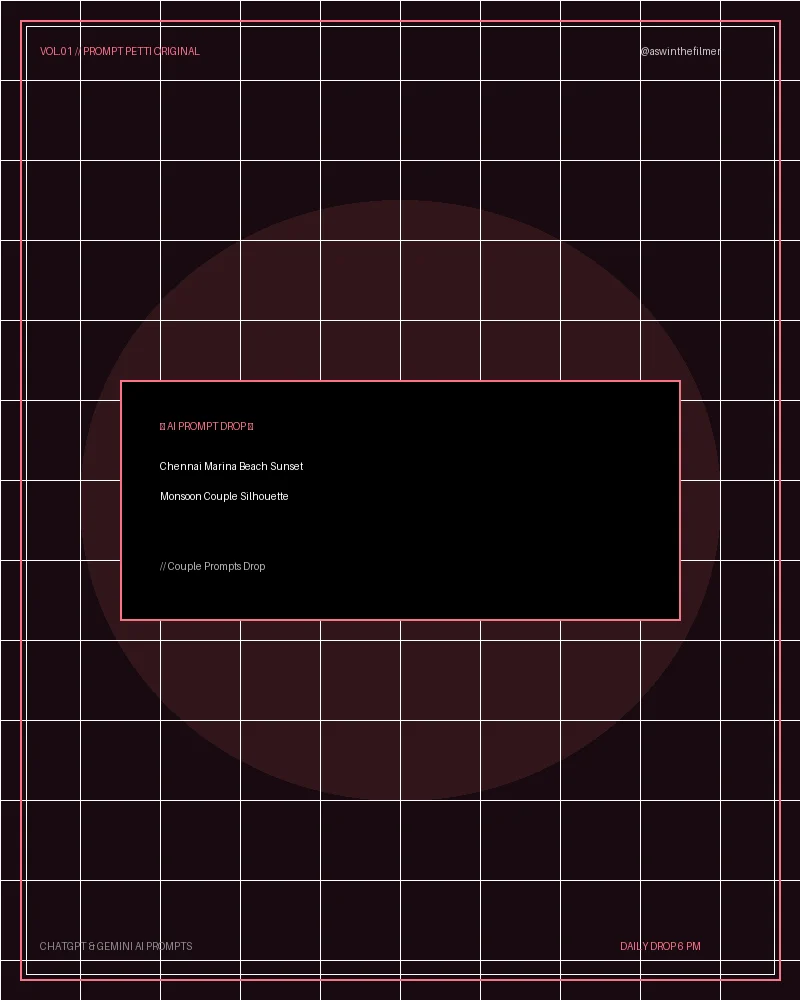 VOL.01 // PROMPT PETTI ORIGINAL
@aswinthefilmer
AI PROMPT DROP
Chennai Marina Beach Sunset
Monsoon Couple Silhouette
// Couple Prompts Drop
CHATGPT & GEMINI AI PROMPTS
DAILY DROP 6 PM